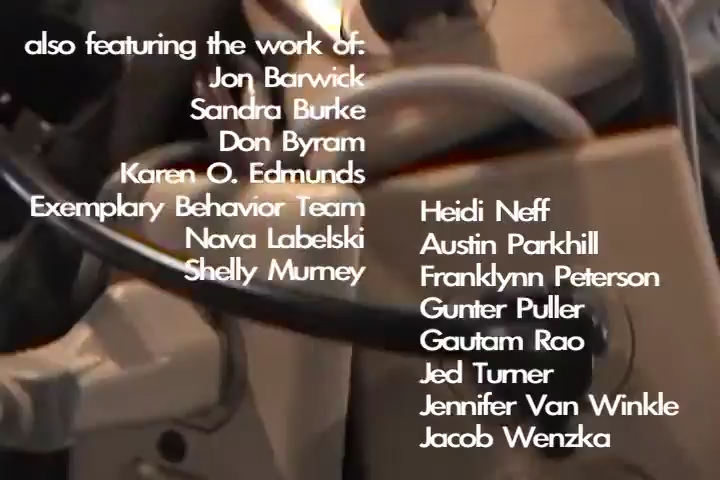 also featuring the work of:
Jon Barwick
Sandra Burke
Don Byram
Karen O. Edmunds
Exemplary Behavior Team
Nava Labelski
Shelly Murney
Heidi Neff
Austin Parkhill
Franklynn Peterson
Gunter Puller
Gautam Rao
Jed Turner
Jennifer Van Winkle
Jacob Wenzka